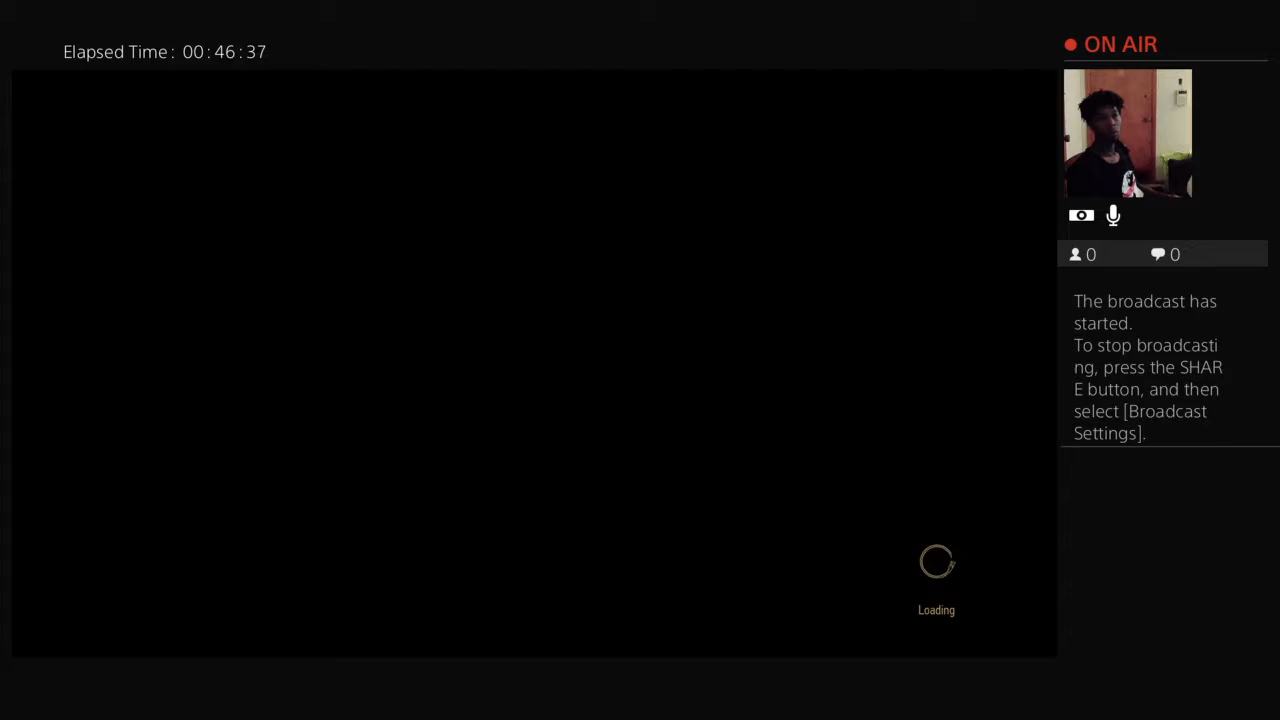 Elapsed Time: 00:46:37
ON AIR
0 0
The broadcast has
started.
To stop broadcasti
ng, press the SHAR
E button, and then
select [Broadcast
Settings].
Loading